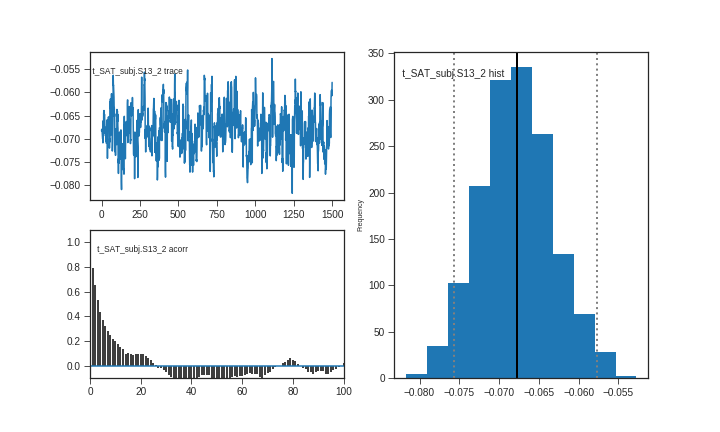 t_SAT_subj.S13_2 trace
−0.055
−0.060
−0.065
−0.070
−0.075
−0.080
0 250 500 750 1000 1250 1500
t_SAT_subj.S13_2 acorr
1.0
0.8
0.6
0.4
0.2
0.0
0 20 40 60 80 100
t_SAT_subj.S13_2 hist
Frequency
350
300
250
200
150
100
50
0
−0.080 −0.075 −0.070 −0.065 −0.060 −0.055